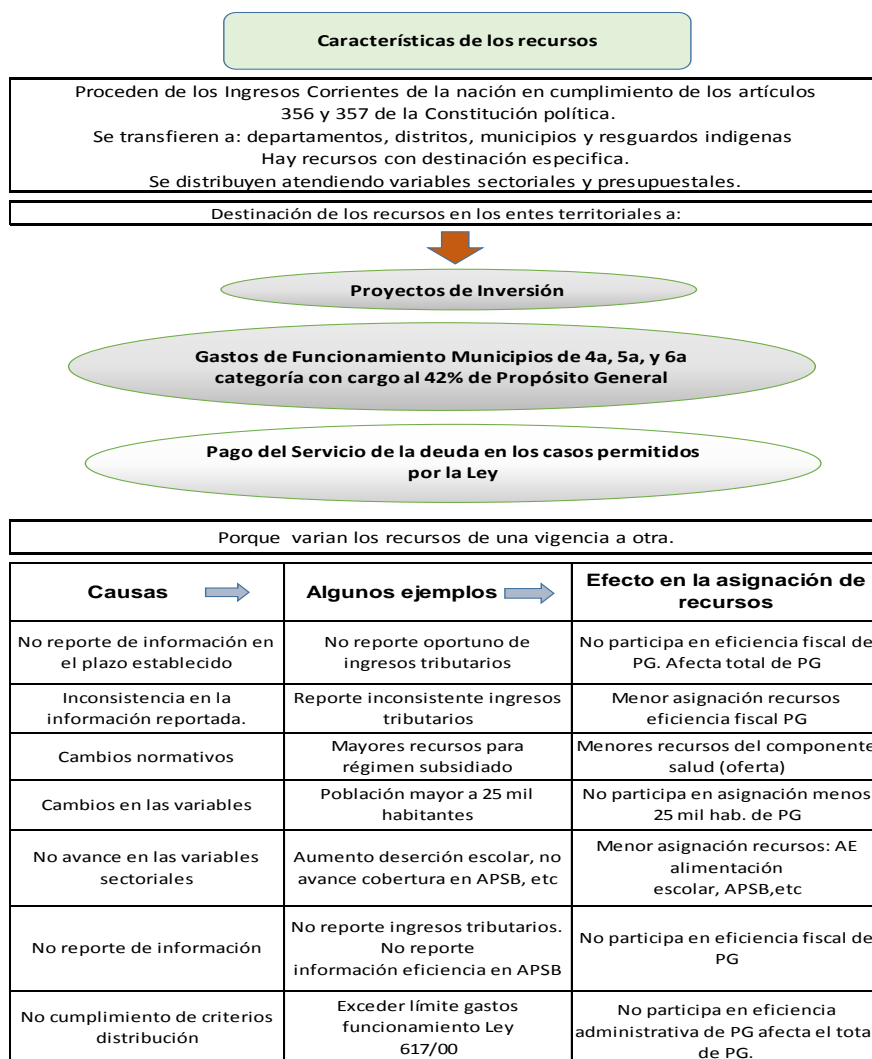 Características de los recursos
Proceden de los Ingresos Corrientes de la nación en cumplimiento de los artículos
356 y 357 de la Constitución política.
Se transfieren a: departamentos, distritos, municipios y resguardos indigenas
Hay recursos con destinación especifica.
Se distribuyen atendiendo variables sectoriales y presupuestales.
Destinación de los recursos en los entes territoriales a:
Proyectos de Inversión
Gastos de Funcionamiento Municipios de 4a, 5a, y 6a
categoría con cargo al 42% de Propósito General
Pago del Servicio de la deuda en los casos permitidos
por la Ley
Porque varian los recursos de una vigencia a otra.
Causas
Algunos ejemplos
Efecto en la asignación de
recursos
No reporte de información en
el plazo establecido
No reporte oportuno de
ingresos tributarios
No participa en eficiencia fiscal de
PG. Afecta total de PG
Inconsistencia en la
información reportada.
Reporte inconsistente ingresos
tributarios
Menor asignación recursos
eficiencia fiscal PG
Cambios normativos
Mayores recursos para
régimen subsidiado
Menores recursos del componente
salud (oferta)
Cambios en las variables
Población mayor a 25 mil
habitantes
No participa en asignación menos
25 mil hab. de PG
No avance en las variables
sectoriales
Aumento deserción escolar, no
avance cobertura en APSB, etc
Menor asignación recursos: AE
alimentación
escolar, APSB,etc
No reporte de información
No reporte ingresos tributarios.
No reporte
información eficiencia en APSB
No participa en eficiencia fiscal de
PG
No cumplimiento de criterios
distribución
Exceder límite gastos
funcionamiento Ley
617/00
No participa en eficiencia
administrativa de PG afecta el total
de PG.